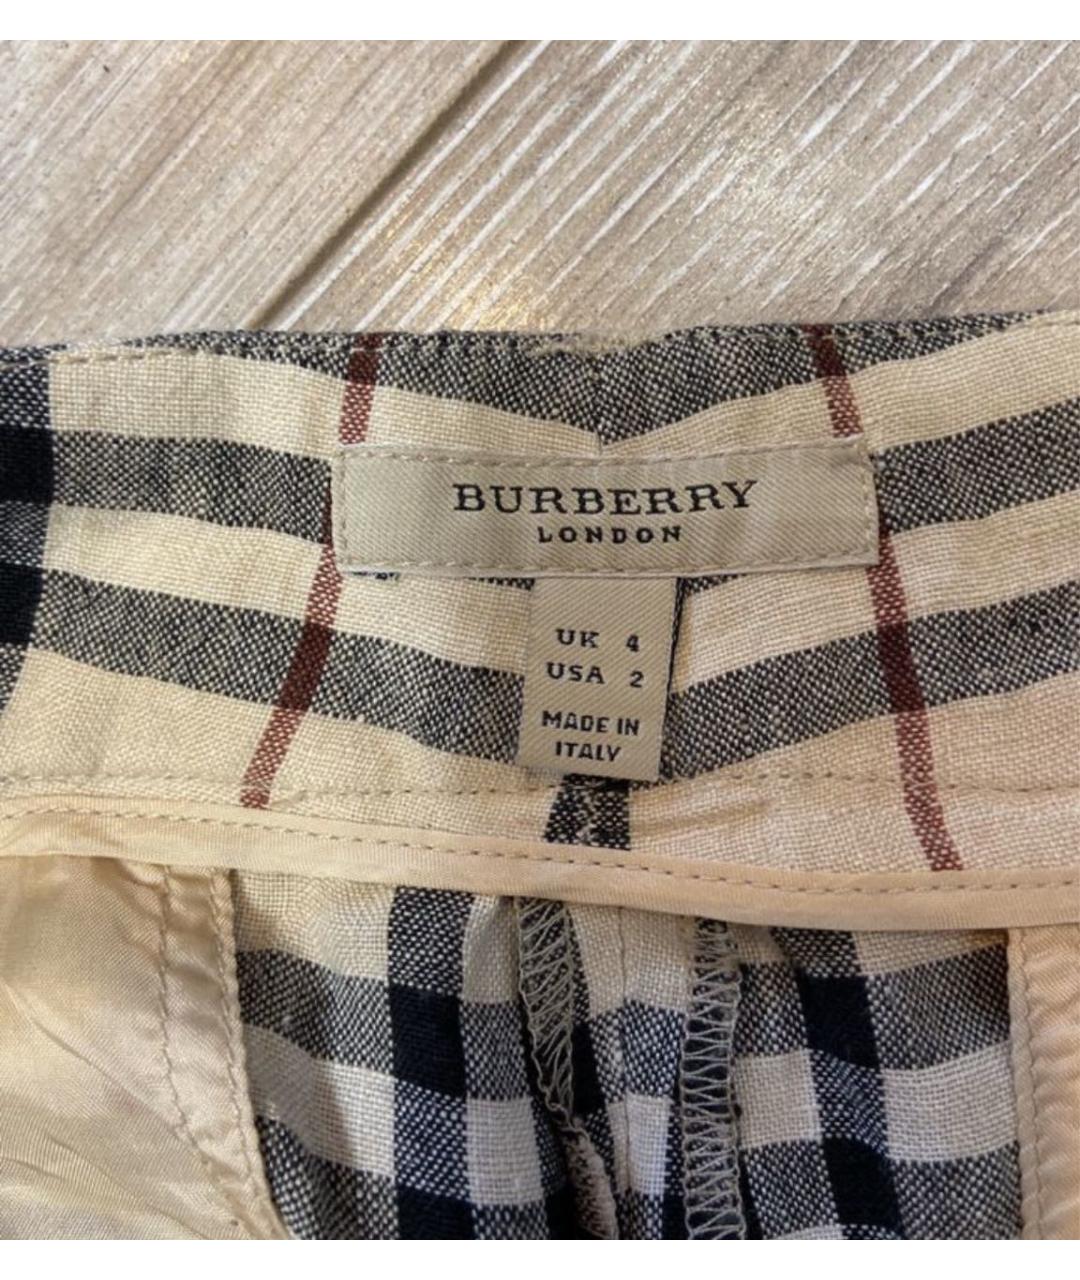 BURBERRY
LONDON
UK 4
USA 2
MADE IN
ITALY